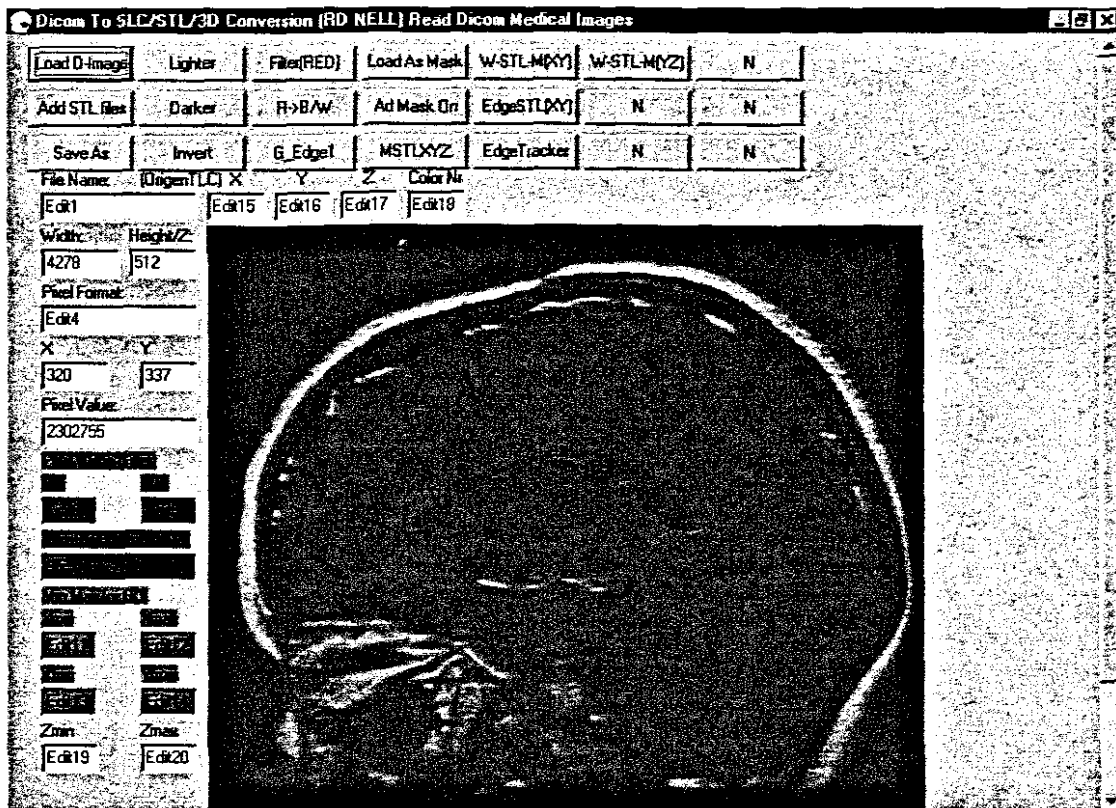 Dicom To SLC/STL/3D Conversion (RD NELL) Read Dicom Medical Images
Load D-Image Lighter Filter(RED) Load As Mask W-STL-M(XY) W-STL-M(YZ) N
Add STL files Darker R->B/W Ad Mask On EdgeSTL(XY) N N
Save As Invert G_Edge1 MSTLXYZ EdgeTracker N N
File Name: (OrigenTLC) X Y Z Color Nr
Edit1 Edit15 Edit16 Edit17 Edit18
Width: Height/Z:
4278 512
Pixel Format:
Edit4
X Y
320 337
Pixel Value:
2302755
Zmin: Zmax:
Edit19 Edit20